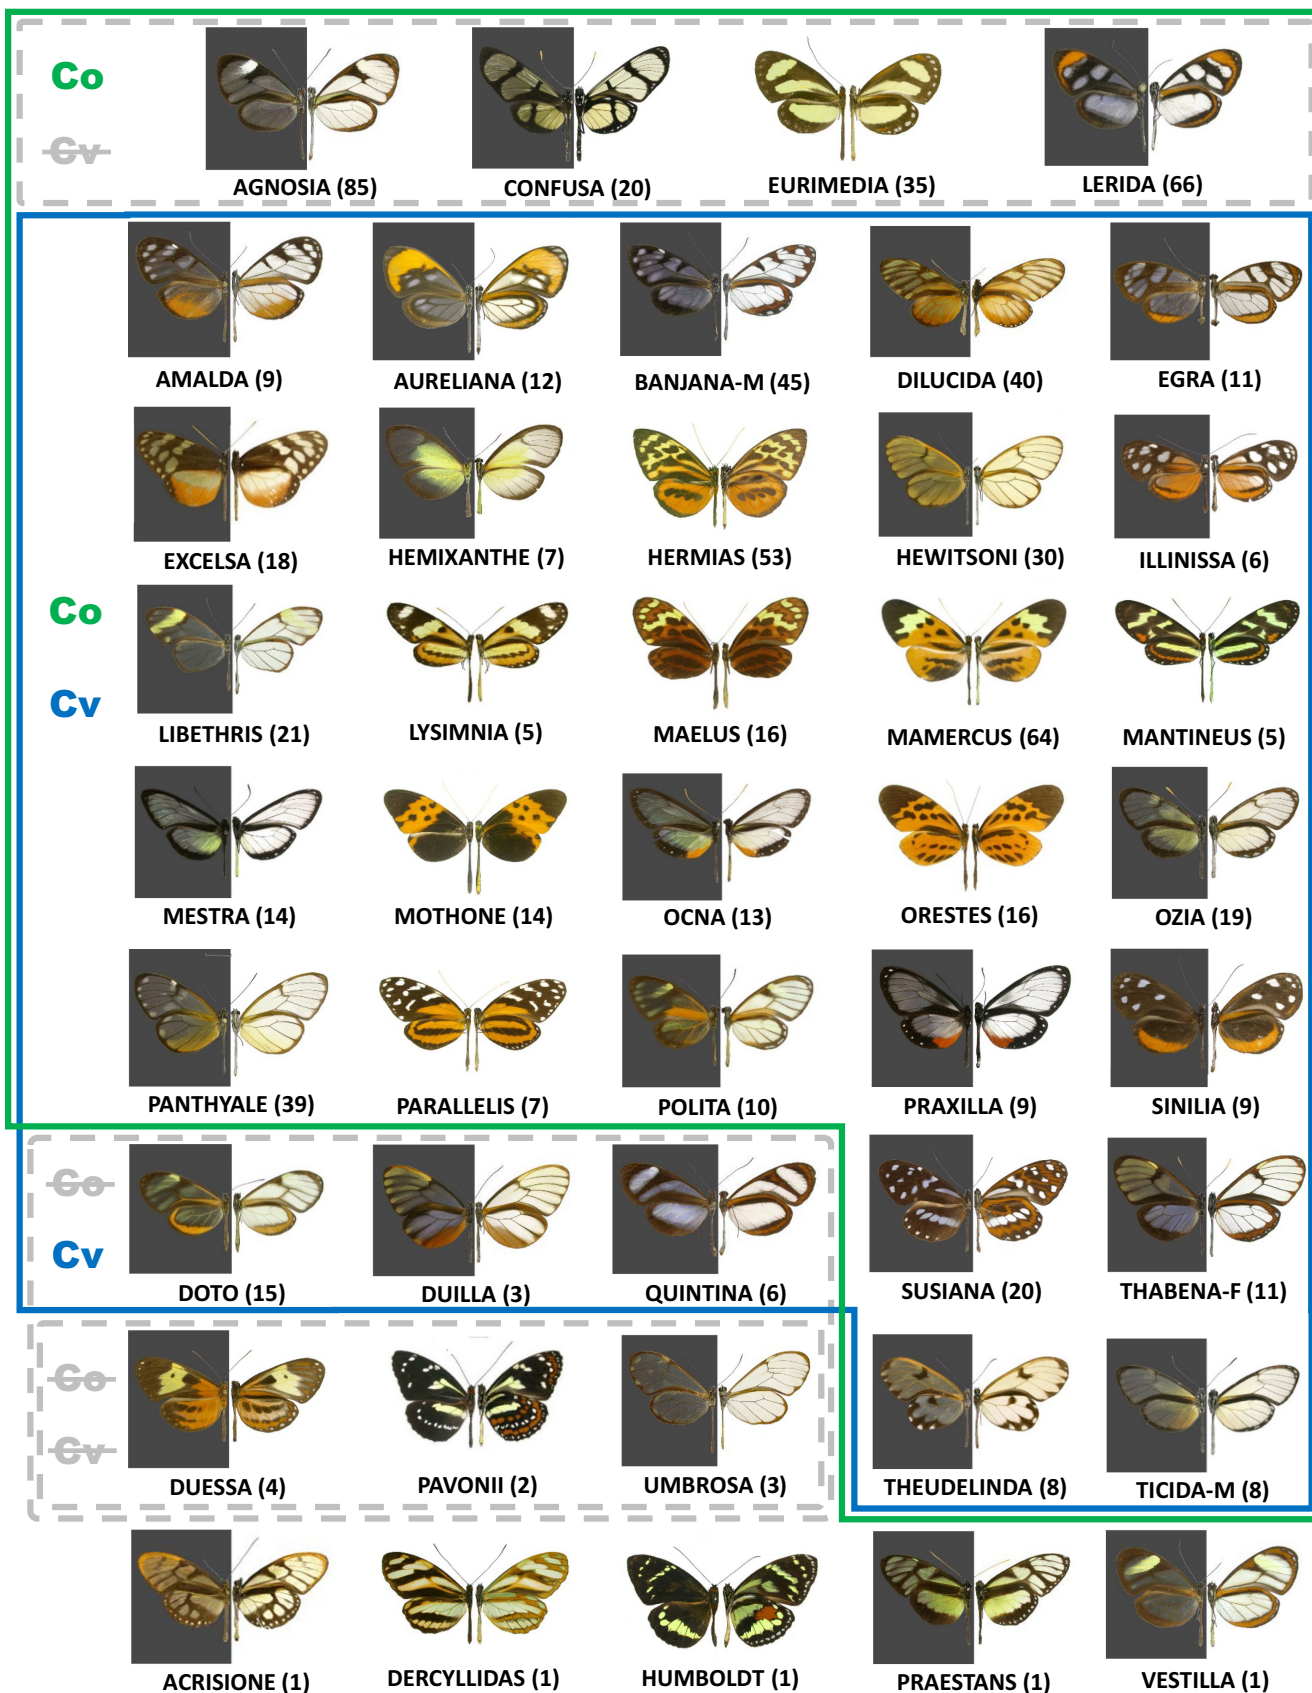 Co
Cv
AGNOSIA (85) CONFUSA (20) EURIMEDIA (35) LERIDA (66)
AMALDA (9) AURELIANA (12) BANJANA-M (45) DILUCIDA (40) EGRA (11)
EXCELSA (18) HEMIXANTHE (7) HERMIAS (53) HEWITSONI (30) ILLINISSA (6)
Co
Cv
LIBETHRIS (21) LYSIMNIA (5) MAELUS (16) MAMERCUS (64) MANTINEUS (5)
MESTRA (14) MOTHONE (14) OCNA (13) ORESTES (16) OZIA (19)
PANTHYALE (39) PARALLELIS (7) POLITA (10) PRAXILLA (9) SINILIA (9)
Co
Cv
DOTO (15) DUILLA (3) QUINTINA (6) SUSIANA (20) THABENA-F (11)
Co
Cv
DUESSA (4) PAVONII (2) UMBROSA (3) THEUDELINDA (8) TICIDA-M (8)
ACRISIONE (1) DERCYLLIDAS (1) HUMBOLDT (1) PRAESTANS (1) VESTILLA (1)